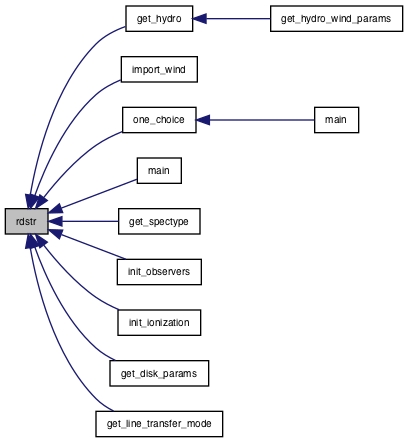 get_hydro
get_hydro_wind_params
import_wind
one_choice
main
main
rdstr
get_spectype
init_observers
init_ionization
get_disk_params
get_line_transfer_mode